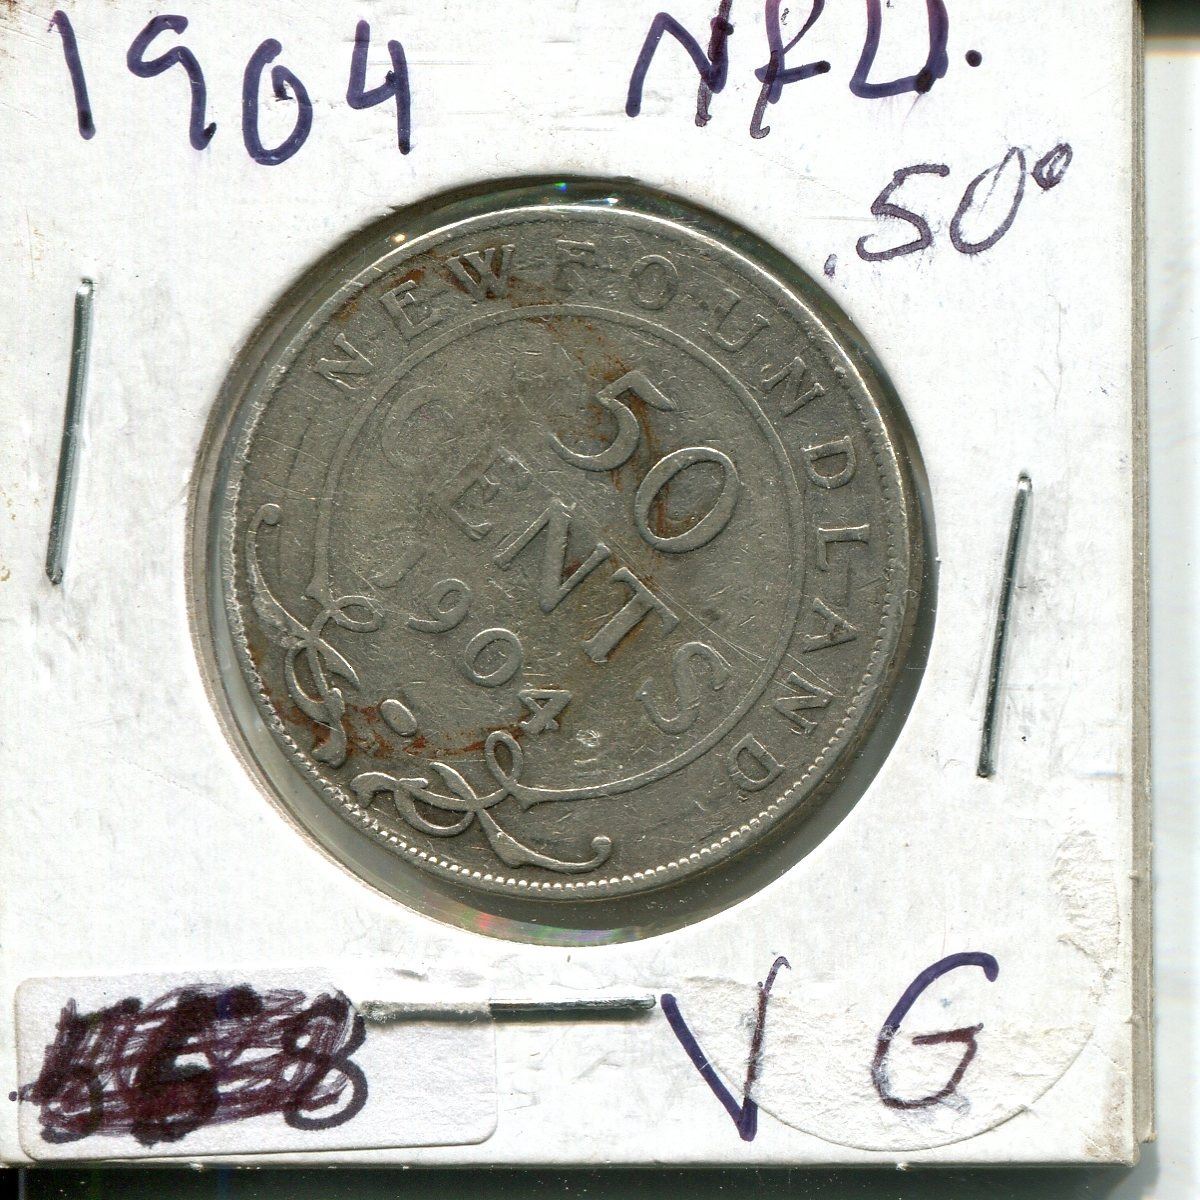 1904 NFLD.
.50¢
NEWFOUNDLAND
50
CENTS
1904
VG